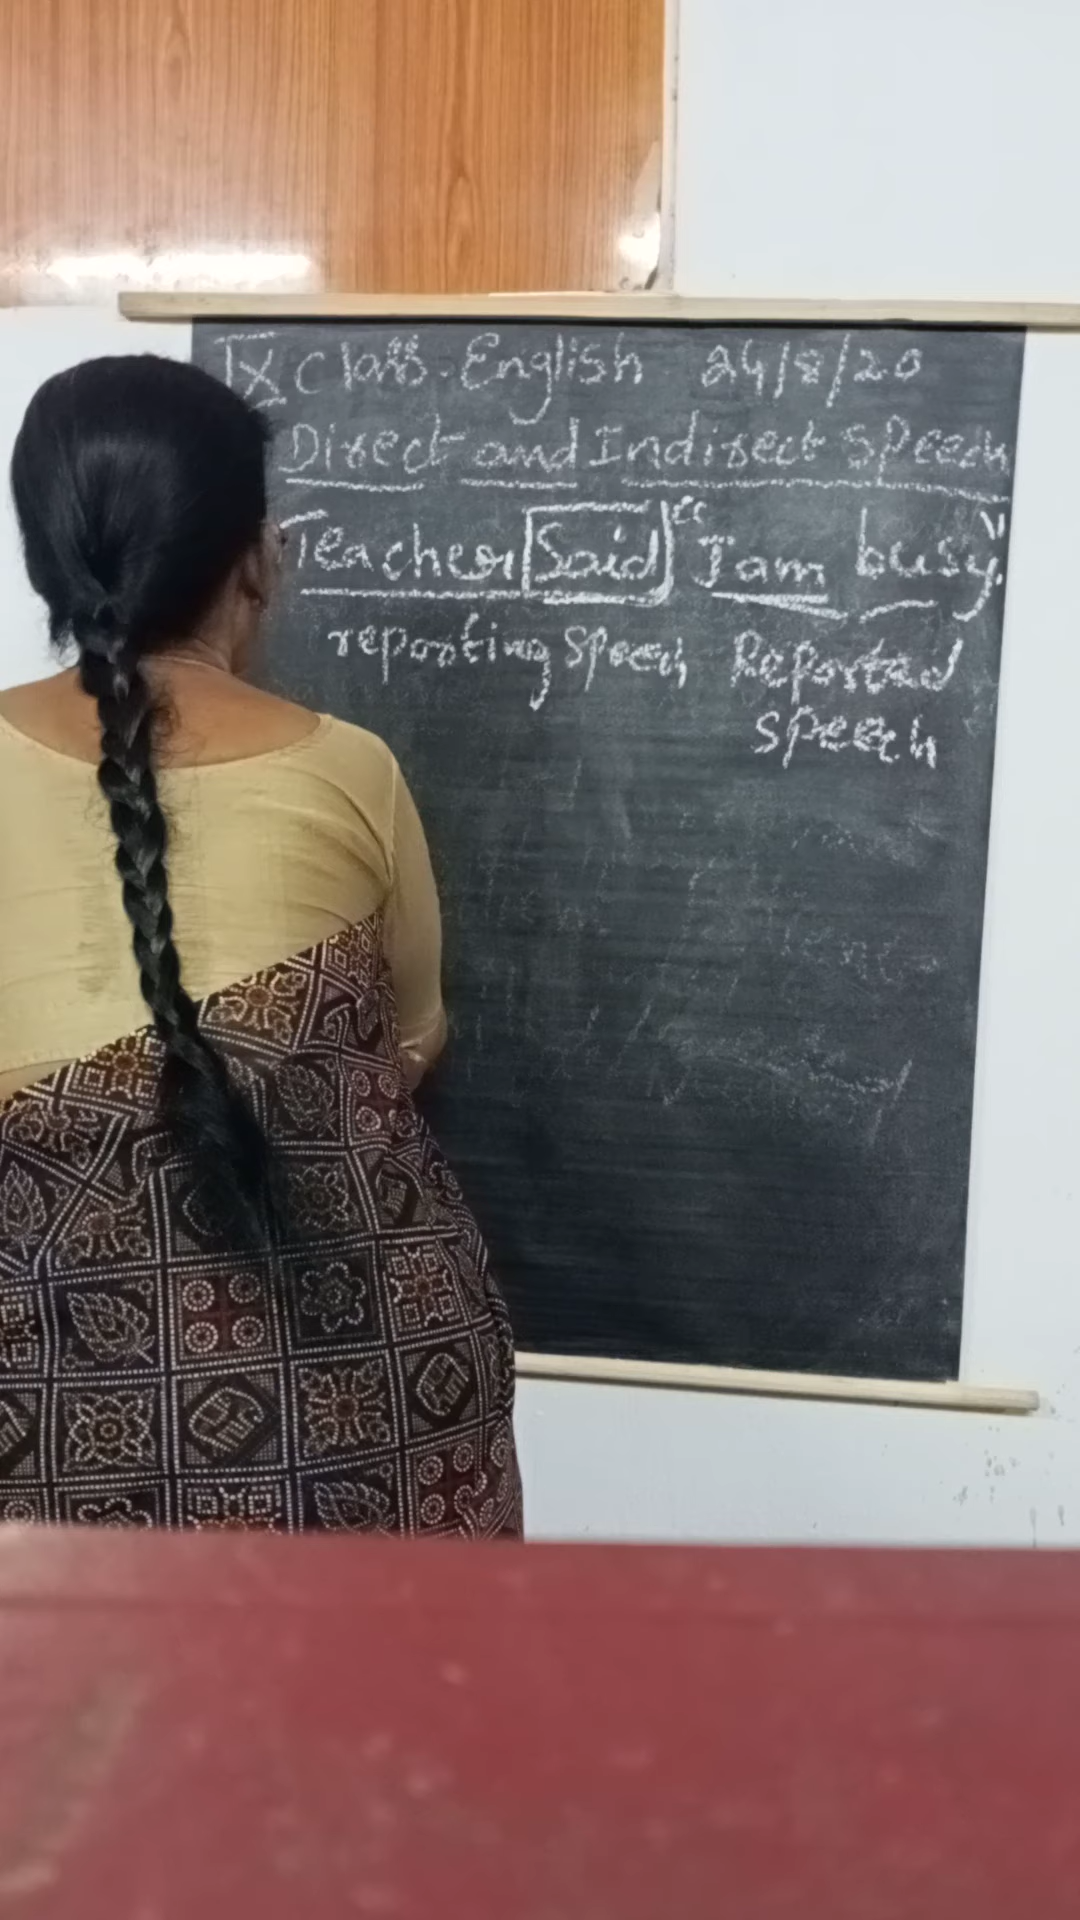 IX Class-English 24/8/20
Direct and Indirect Speech
Teacher Said "I am busy."
reporting speech Reported
speech